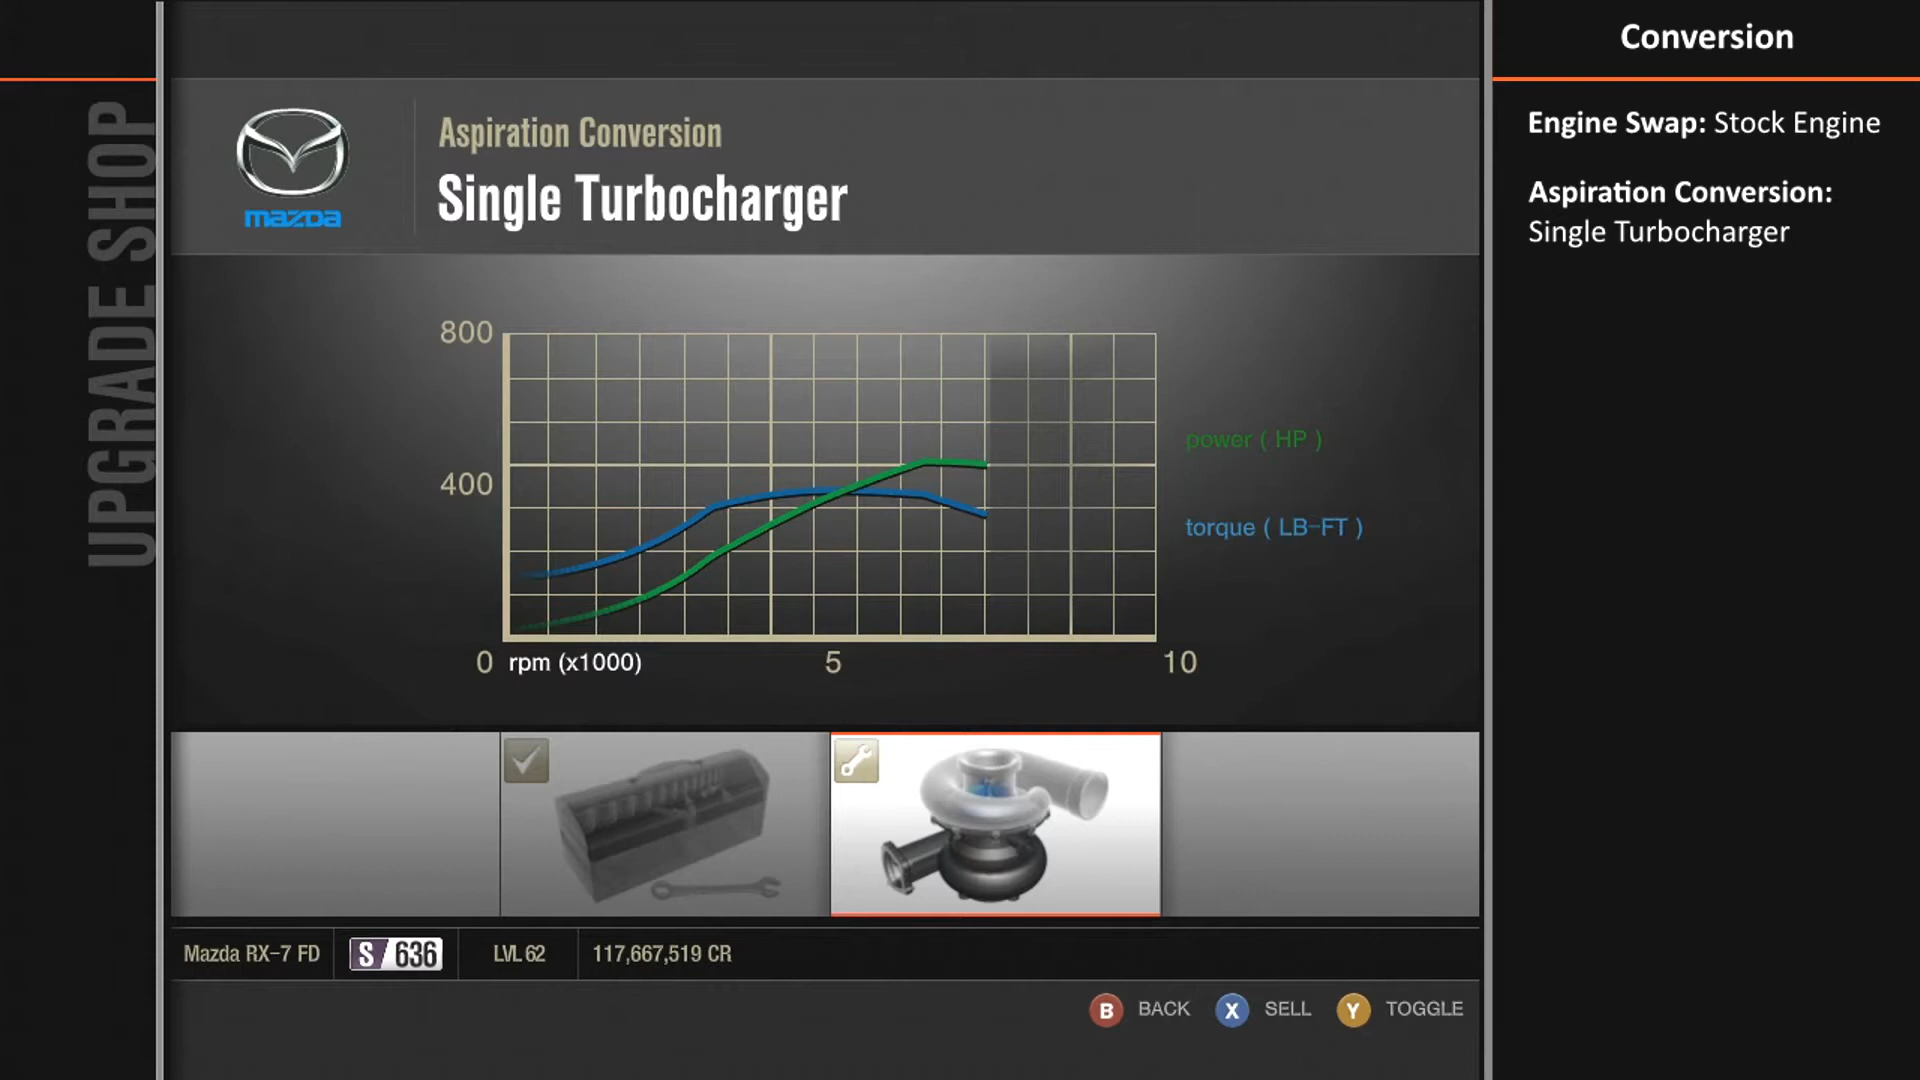 Conversion
Engine Swap: Stock Engine
Aspiration Conversion:
Single Turbocharger
UPGRADE SHOP
mazda
Aspiration Conversion
Single Turbocharger
800
400
power ( HP )
torque ( LB-FT )
0 rpm (x1000) 5 10
Mazda RX-7 FD S 636 LVL 62 117,667,519 CR
B BACK X SELL Y TOGGLE